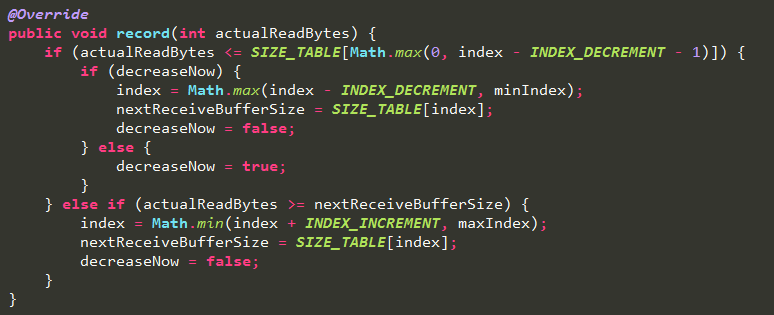 @Override
public void record(int actualReadBytes) {
    if (actualReadBytes <= SIZE_TABLE[Math.max(0, index - INDEX_DECREMENT - 1)]) {
        if (decreaseNow) {
            index = Math.max(index - INDEX_DECREMENT, minIndex);
            nextReceiveBufferSize = SIZE_TABLE[index];
            decreaseNow = false;
        } else {
            decreaseNow = true;
        }
    } else if (actualReadBytes >= nextReceiveBufferSize) {
        index = Math.min(index + INDEX_INCREMENT, maxIndex);
        nextReceiveBufferSize = SIZE_TABLE[index];
        decreaseNow = false;
    }
}